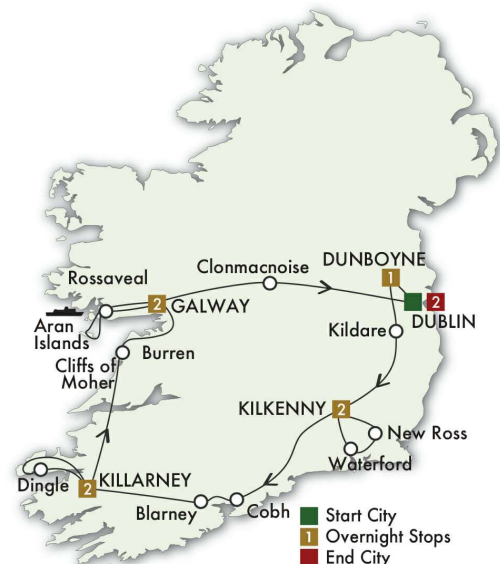 DUNBOYNE
1
Clonmacnoise
Rossaveal
2
GALWAY
2
DUBLIN
Aran
Islands
Kildare
Burren
Cliffs of
Moher
KILKENNY
2
New Ross
Waterford
Dingle
2
KILLARNEY
Blarney
Cobh
Start City
1
Overnight Stops
End City